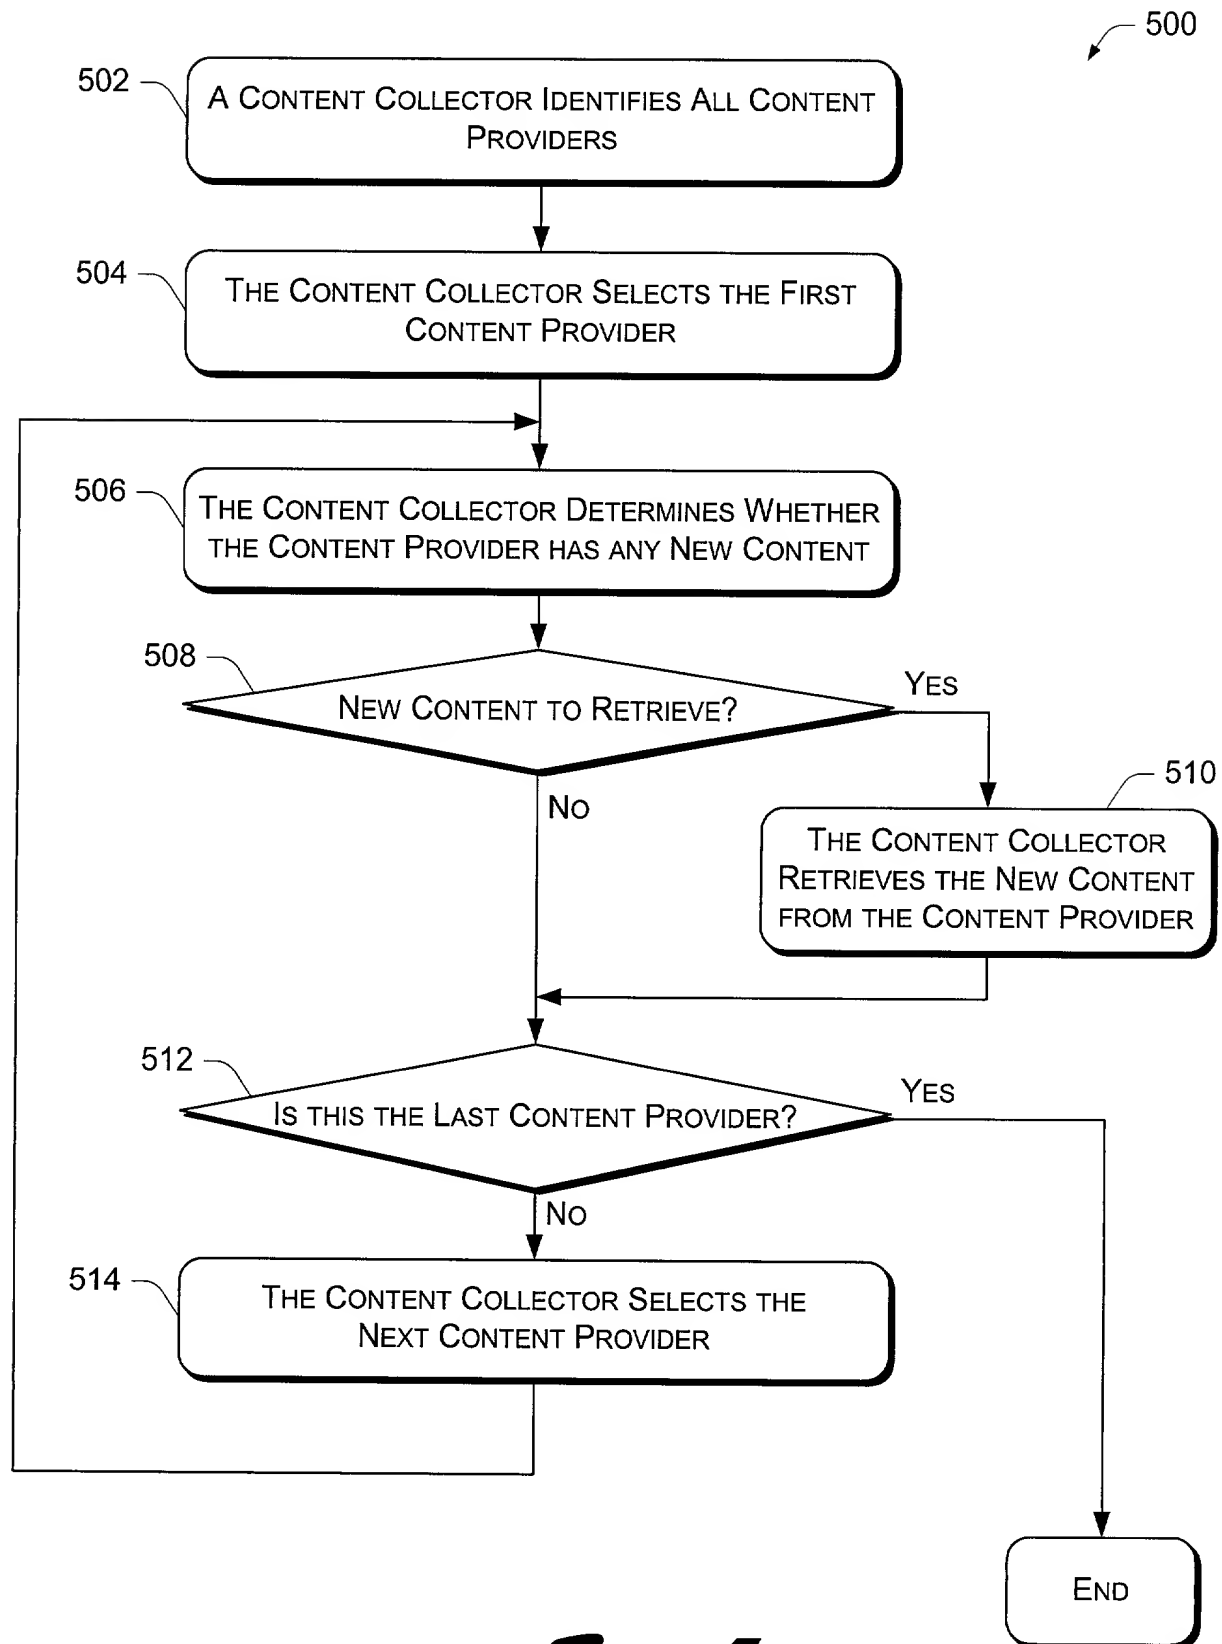 500
502
A CONTENT COLLECTOR IDENTIFIES ALL CONTENT
PROVIDERS
504
THE CONTENT COLLECTOR SELECTS THE FIRST
CONTENT PROVIDER
506
THE CONTENT COLLECTOR DETERMINES WHETHER
THE CONTENT PROVIDER HAS ANY NEW CONTENT
508
NEW CONTENT TO RETRIEVE?
YES
NO
510
THE CONTENT COLLECTOR
RETRIEVES THE NEW CONTENT
FROM THE CONTENT PROVIDER
512
IS THIS THE LAST CONTENT PROVIDER?
YES
NO
514
THE CONTENT COLLECTOR SELECTS THE
NEXT CONTENT PROVIDER
END